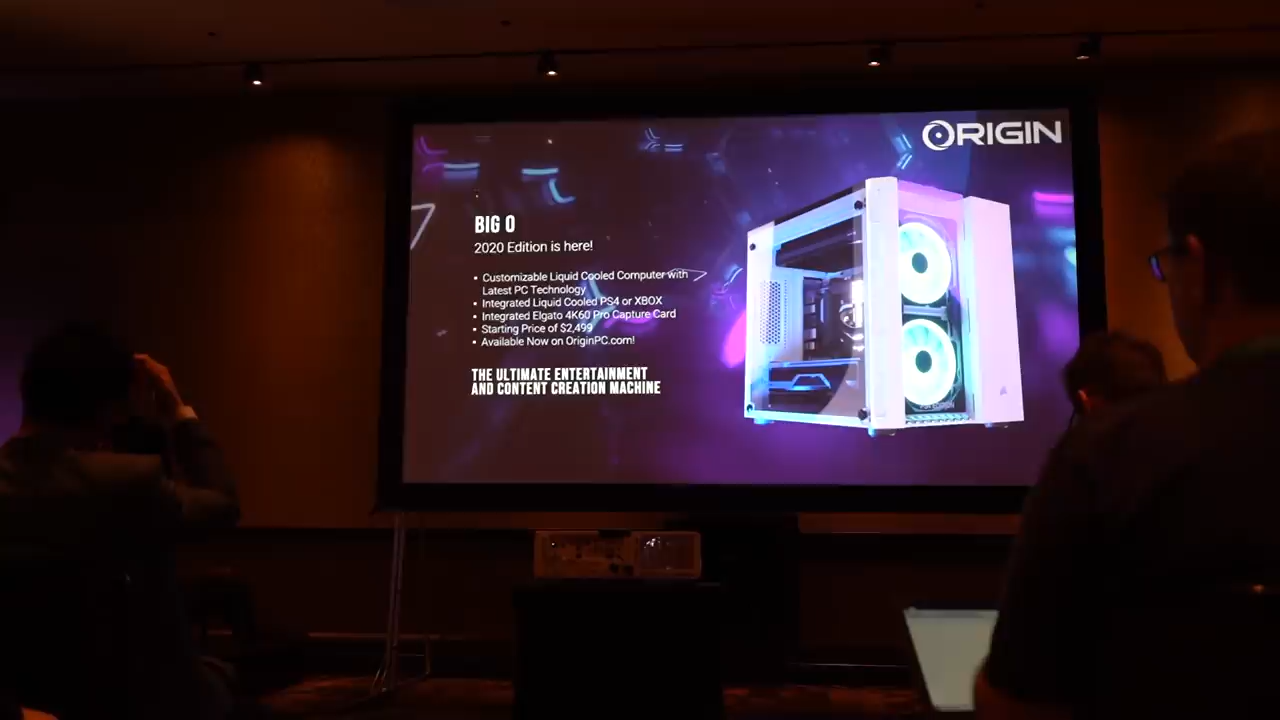 ORIGIN
BIG O
2020 Edition is here!
• Customizable Liquid Cooled Computer with
Latest PC Technology
• Integrated Liquid Cooled PS4 or XBOX
• Integrated Elgato 4K60 Pro Capture Card
• Starting Price of $2,499
• Available Now on OriginPC.com!
THE ULTIMATE ENTERTAINMENT
AND CONTENT CREATION MACHINE